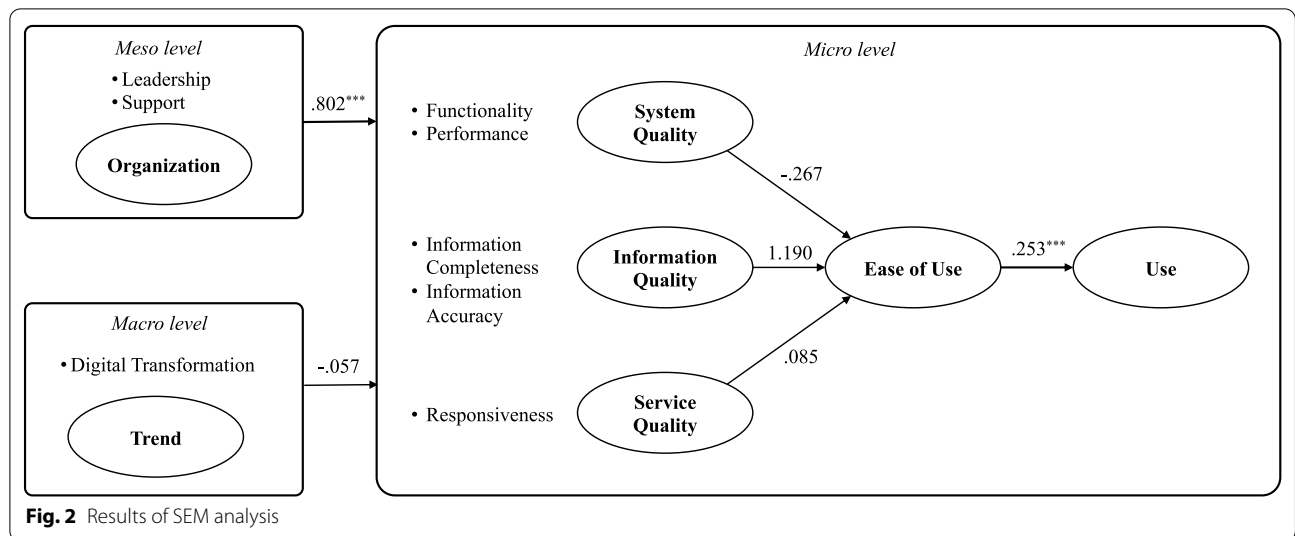 Meso level
• Leadership
• Support
Organization
.802***
Macro level
• Digital Transformation
Trend
-.057
Micro level
• Functionality
• Performance
System
Quality
-.267
• Information
Completeness
• Information
Accuracy
Information
Quality
1.190
Ease of Use
.253***
Use
• Responsiveness
Service
Quality
.085
Fig. 2 Results of SEM analysis